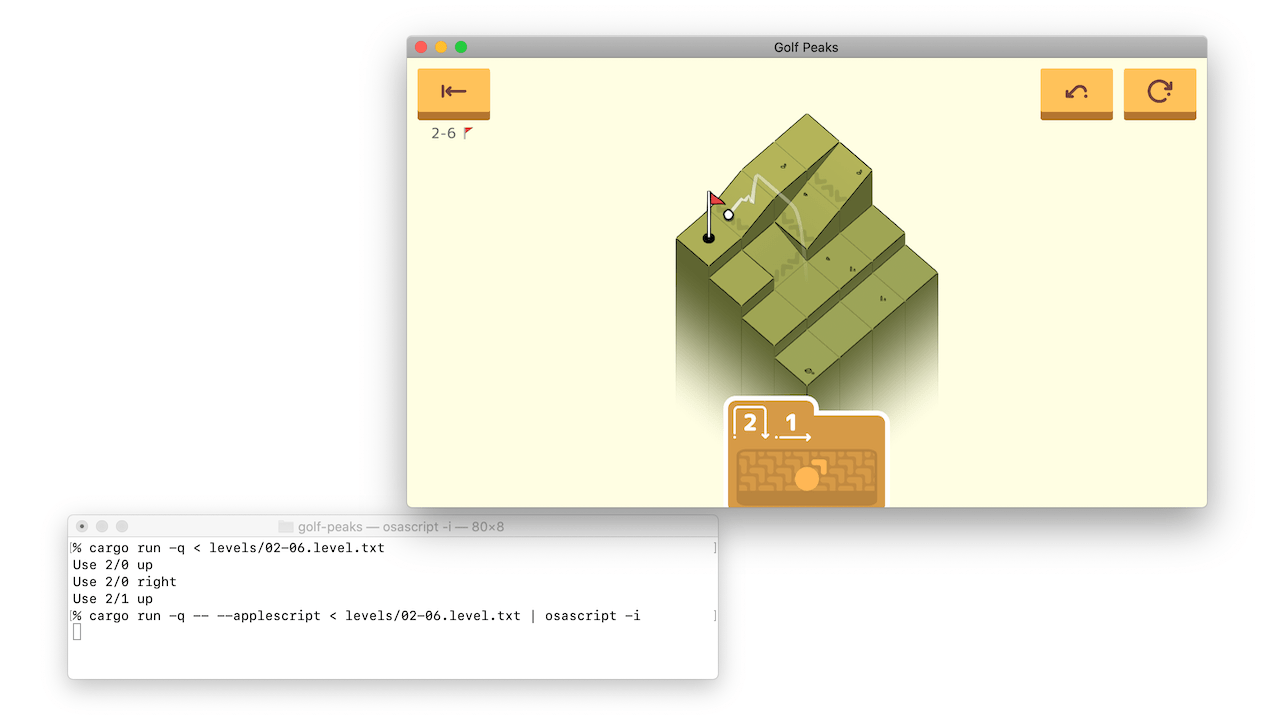 Golf Peaks
2-6
2 1
golf-peaks — osascript -i — 80×8
% cargo run -q < levels/02-06.level.txt
Use 2/0 up
Use 2/0 right
Use 2/1 up
% cargo run -q -- --applescript < levels/02-06.level.txt | osascript -i